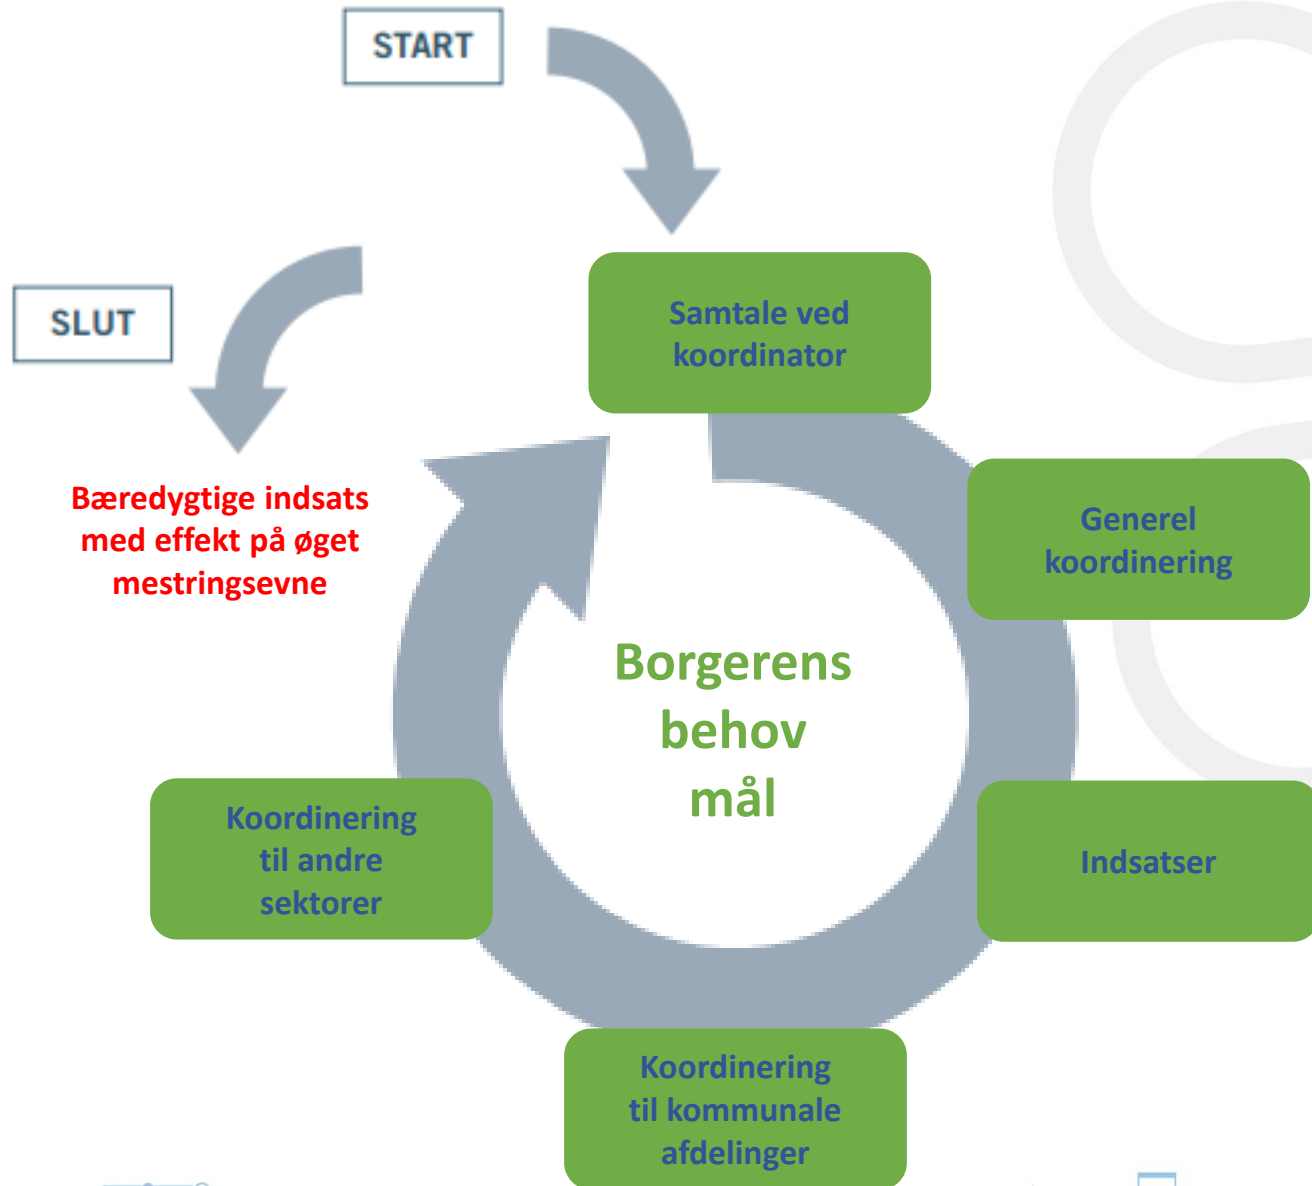 START
SLUT
Samtale ved
koordinator
Bæredygtige indsats
med effekt på øget
mestringsevne
Generel
koordinering
Borgerens
behov
mål
Indsatser
Koordinering
til andre
sektorer
Koordinering
til kommunale
afdelinger